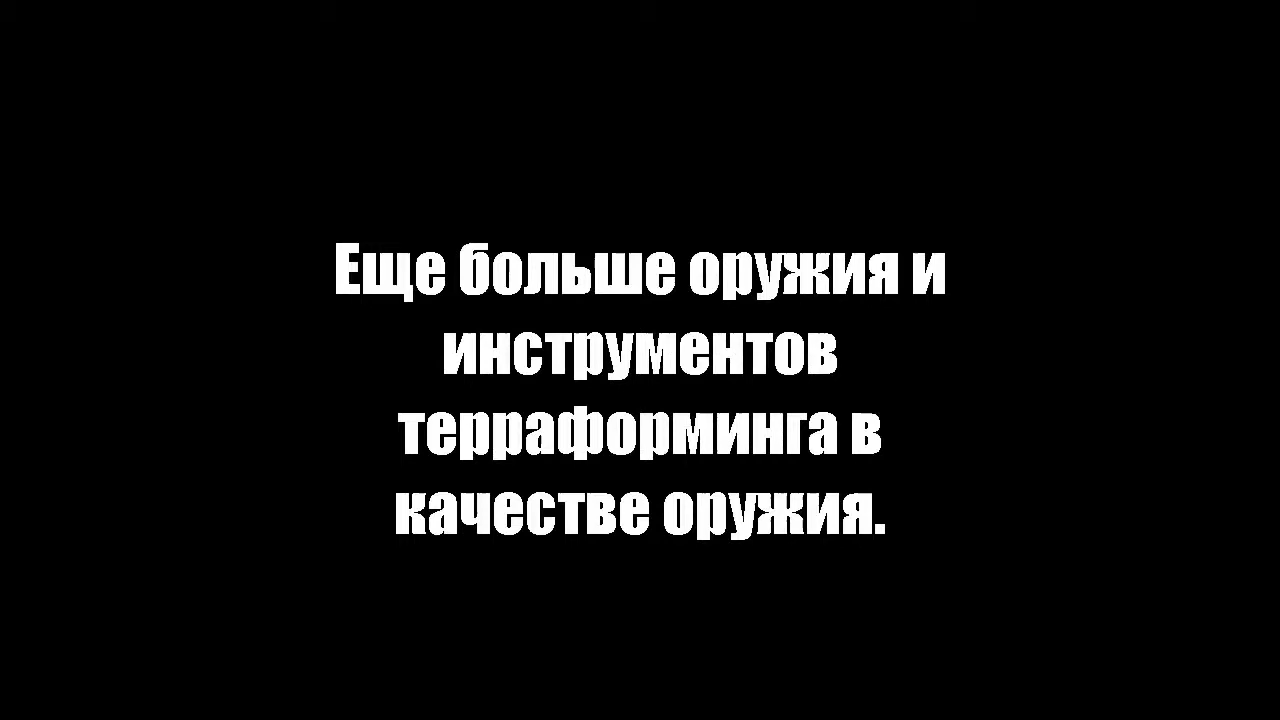 Еще больше оружия и
инструментов
терраформинга в
качестве оружия.